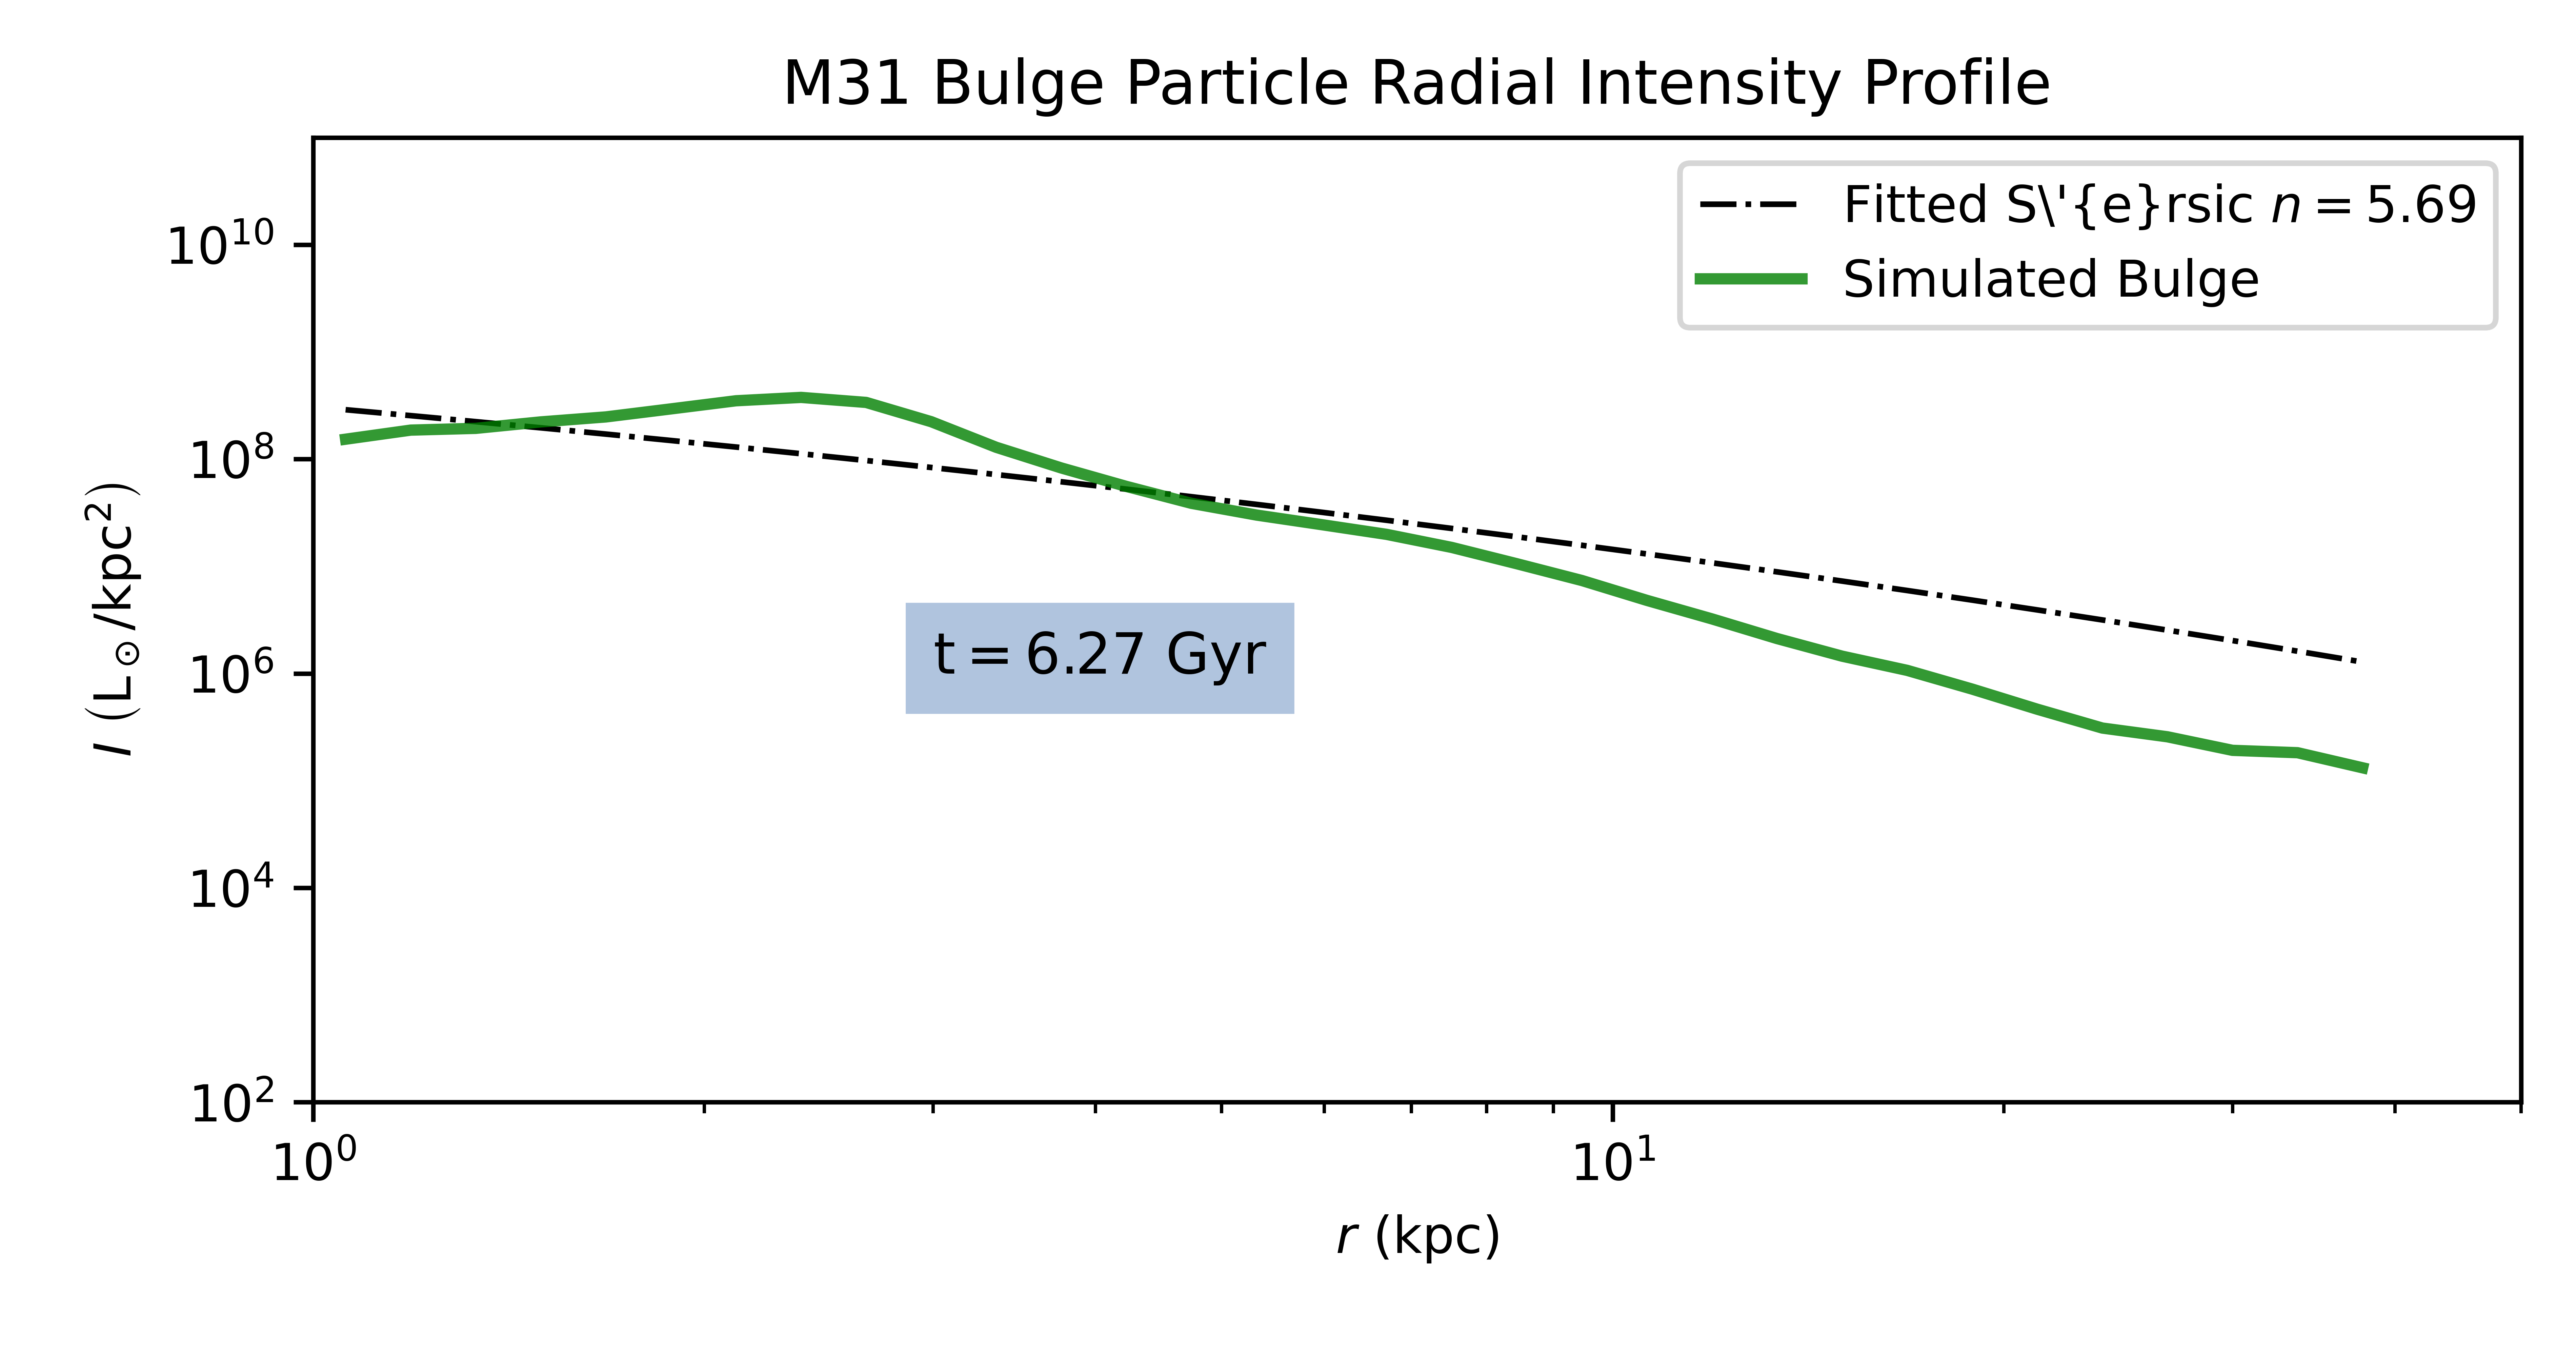 M31 Bulge Particle Radial Intensity Profile
Fitted S\'{e}rsic n = 5.69
Simulated Bulge
10¹⁰
10⁸
10⁶
10⁴
10²
I (L⊙/kpc²)
t = 6.27 Gyr
10⁰
10¹
r (kpc)